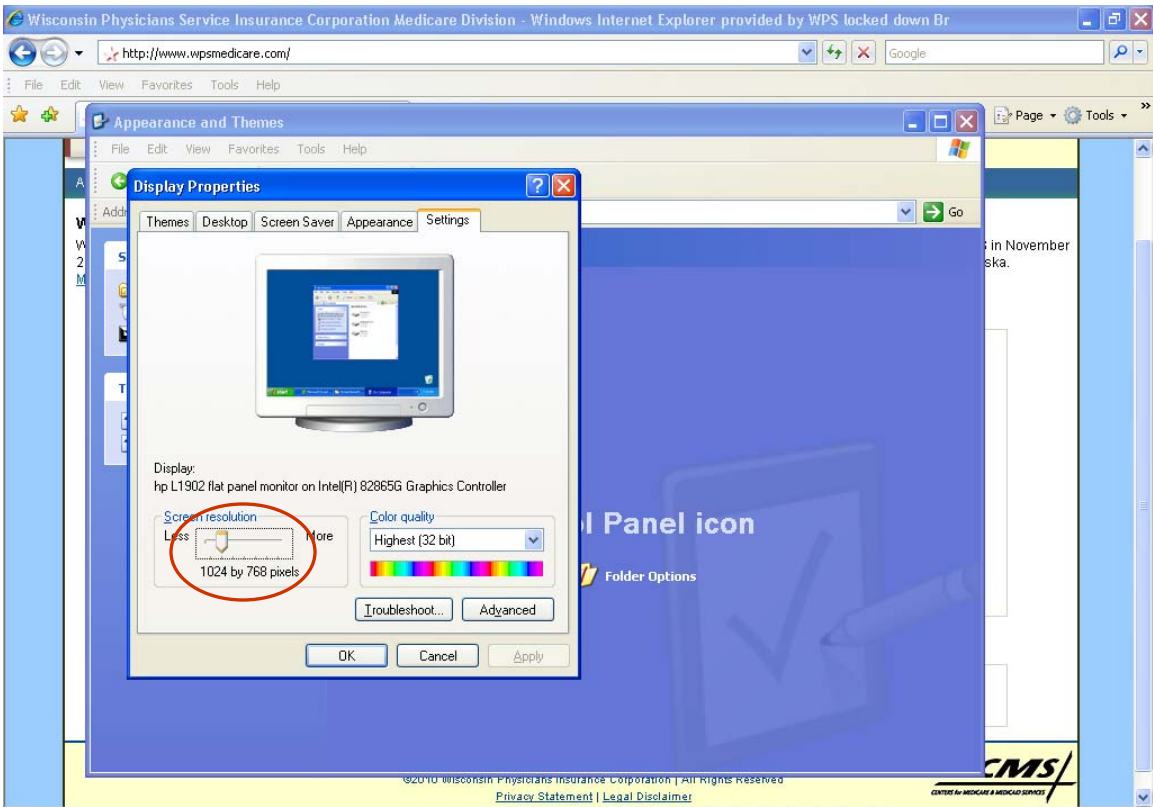 Wisconsin Physicians Service Insurance Corporation Medicare Division - Windows Internet Explorer provided by WPS locked down Br
http://www.wpsmedicare.com/
Google
File Edit View Favorites Tools Help
Page Tools »
Appearance and Themes
File Edit View Favorites Tools Help
Display Properties
Addr
Go
Themes Desktop Screen Saver Appearance Settings
in November
ska.
Display:
hp L1902 flat panel monitor on Intel(R) 82865G Graphics Controller
Screen resolution
Less More
1024 by 768 pixels
Color quality
Highest (32 bit)
l Panel icon
Folder Options
Troubleshoot... Advanced
OK Cancel Apply
©2010 Wisconsin Physicians Insurance Corporation | All Rights Reserved
Privacy Statement | Legal Disclaimer
CMS
CENTERS for MEDICARE & MEDICAID SERVICES